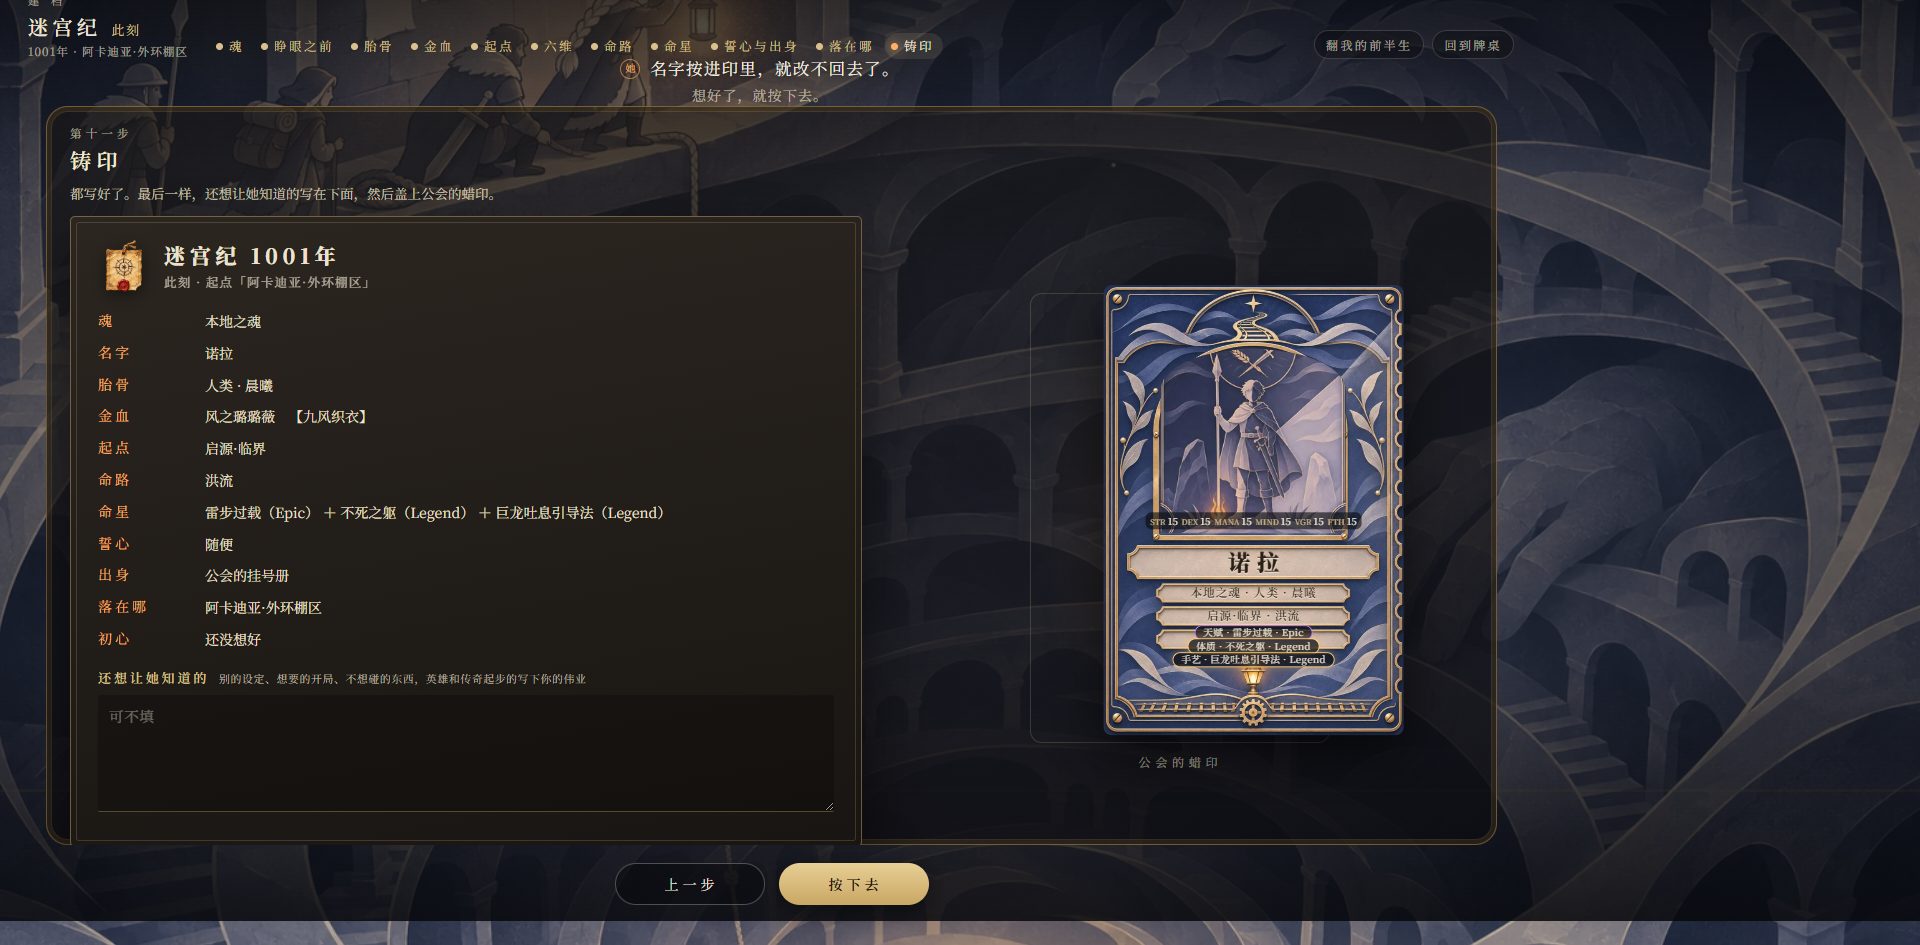 建 档
迷宫纪 此刻
1001年 · 阿卡迪亚·外环棚区
魂 睁眼之前 胎骨 金血 起点 六维 命路 命星 誓心与出身 落在哪 铸印
翻我的前半生 回到牌桌
她 名字按进印里，就改不回去了。
想好了，就按下去。
第十一步
铸印
都写好了。最后一样，还想让她知道的写在下面，然后盖上公会的蜡印。
迷宫纪 1001年
此刻 · 起点「阿卡迪亚·外环棚区」
魂 本地之魂
名字 诺拉
胎骨 人类 · 晨曦
金血 风之璐璐薇 【九风织衣】
起点 启源·临界
命路 洪流
命星 雷步过载（Epic）＋不死之躯（Legend）＋巨龙吐息引导法（Legend）
誓心 随便
出身 公会的挂号册
落在哪 阿卡迪亚·外环棚区
初心 还没想好
还想让她知道的 别的设定、想要的开局、不想碰的东西，英雄和传奇起步的写下你的伟业
可不填
STR 15 DEX 15 MANA 15 MIND 15 VGR 15 FTH 15
诺拉
本地之魂 · 人类 · 晨曦
启源·临界 · 洪流
天赋 · 雷步过载 · Epic
体质 · 不死之躯 · Legend
手艺 · 巨龙吐息引导法 · Legend
公会的蜡印
上一步 按下去